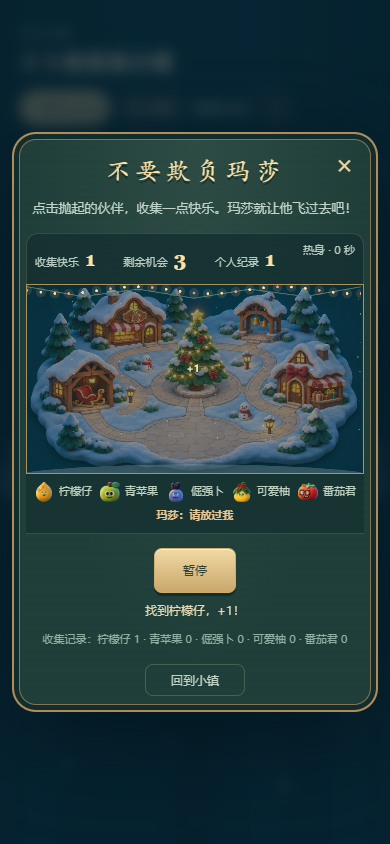 不要欺负玛莎
✕
点击抛起的伙伴，收集一点快乐。玛莎就让他飞过去吧！
热身 · 0 秒
收集快乐 1 剩余机会 3 个人纪录 1
+1
柠檬仔 青苹果 倔强卜 可爱柚 番茄君
玛莎：请放过我
暂停
找到柠檬仔，+1！
收集记录：柠檬仔 1 · 青苹果 0 · 倔强卜 0 · 可爱柚 0 · 番茄君 0
回到小镇